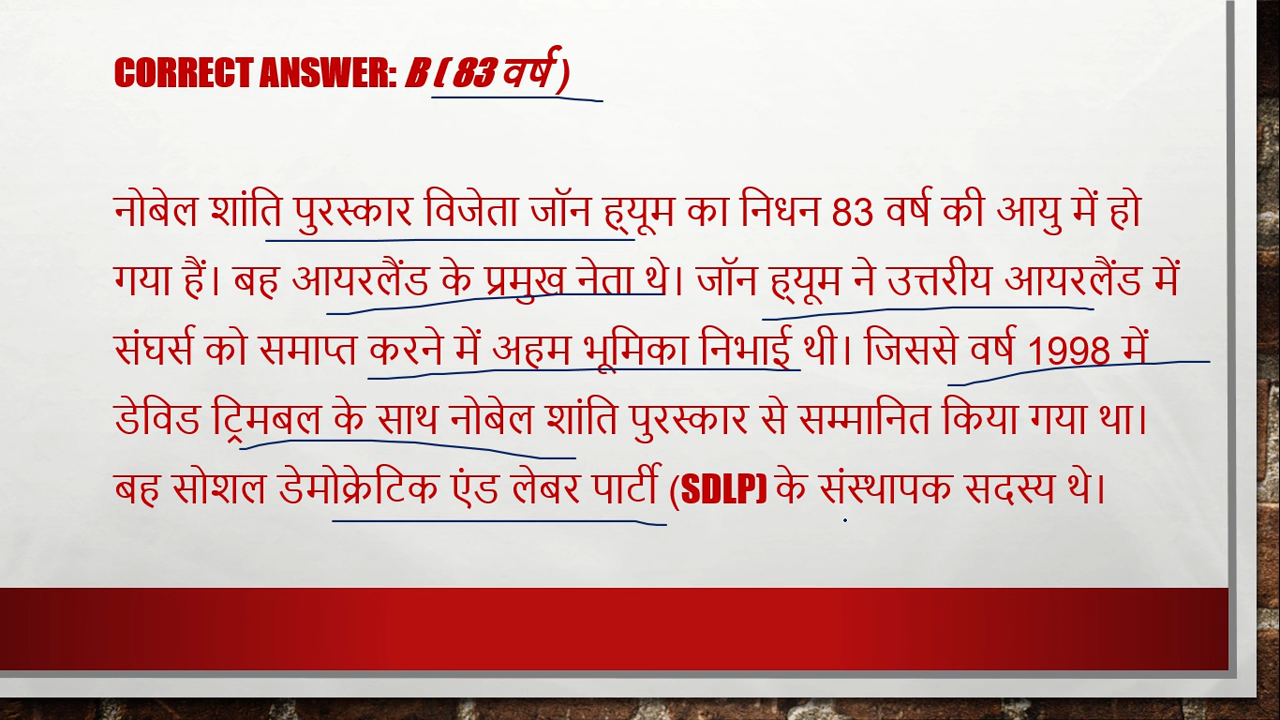 CORRECT ANSWER: B ( 83 वर्ष )
नोबेल शांति पुरस्कार विजेता जॉन ह्यूम का निधन 83 वर्ष की आयु में हो
गया हैं। बह आयरलैंड के प्रमुख नेता थे। जॉन ह्यूम ने उत्तरीय आयरलैंड में
संघर्स को समाप्त करने में अहम भूमिका निभाई थी। जिससे वर्ष 1998 में
डेविड ट्रिमबल के साथ नोबेल शांति पुरस्कार से सम्मानित किया गया था।
बह सोशल डेमोक्रेटिक एंड लेबर पार्टी (SDLP) के संस्थापक सदस्य थे।